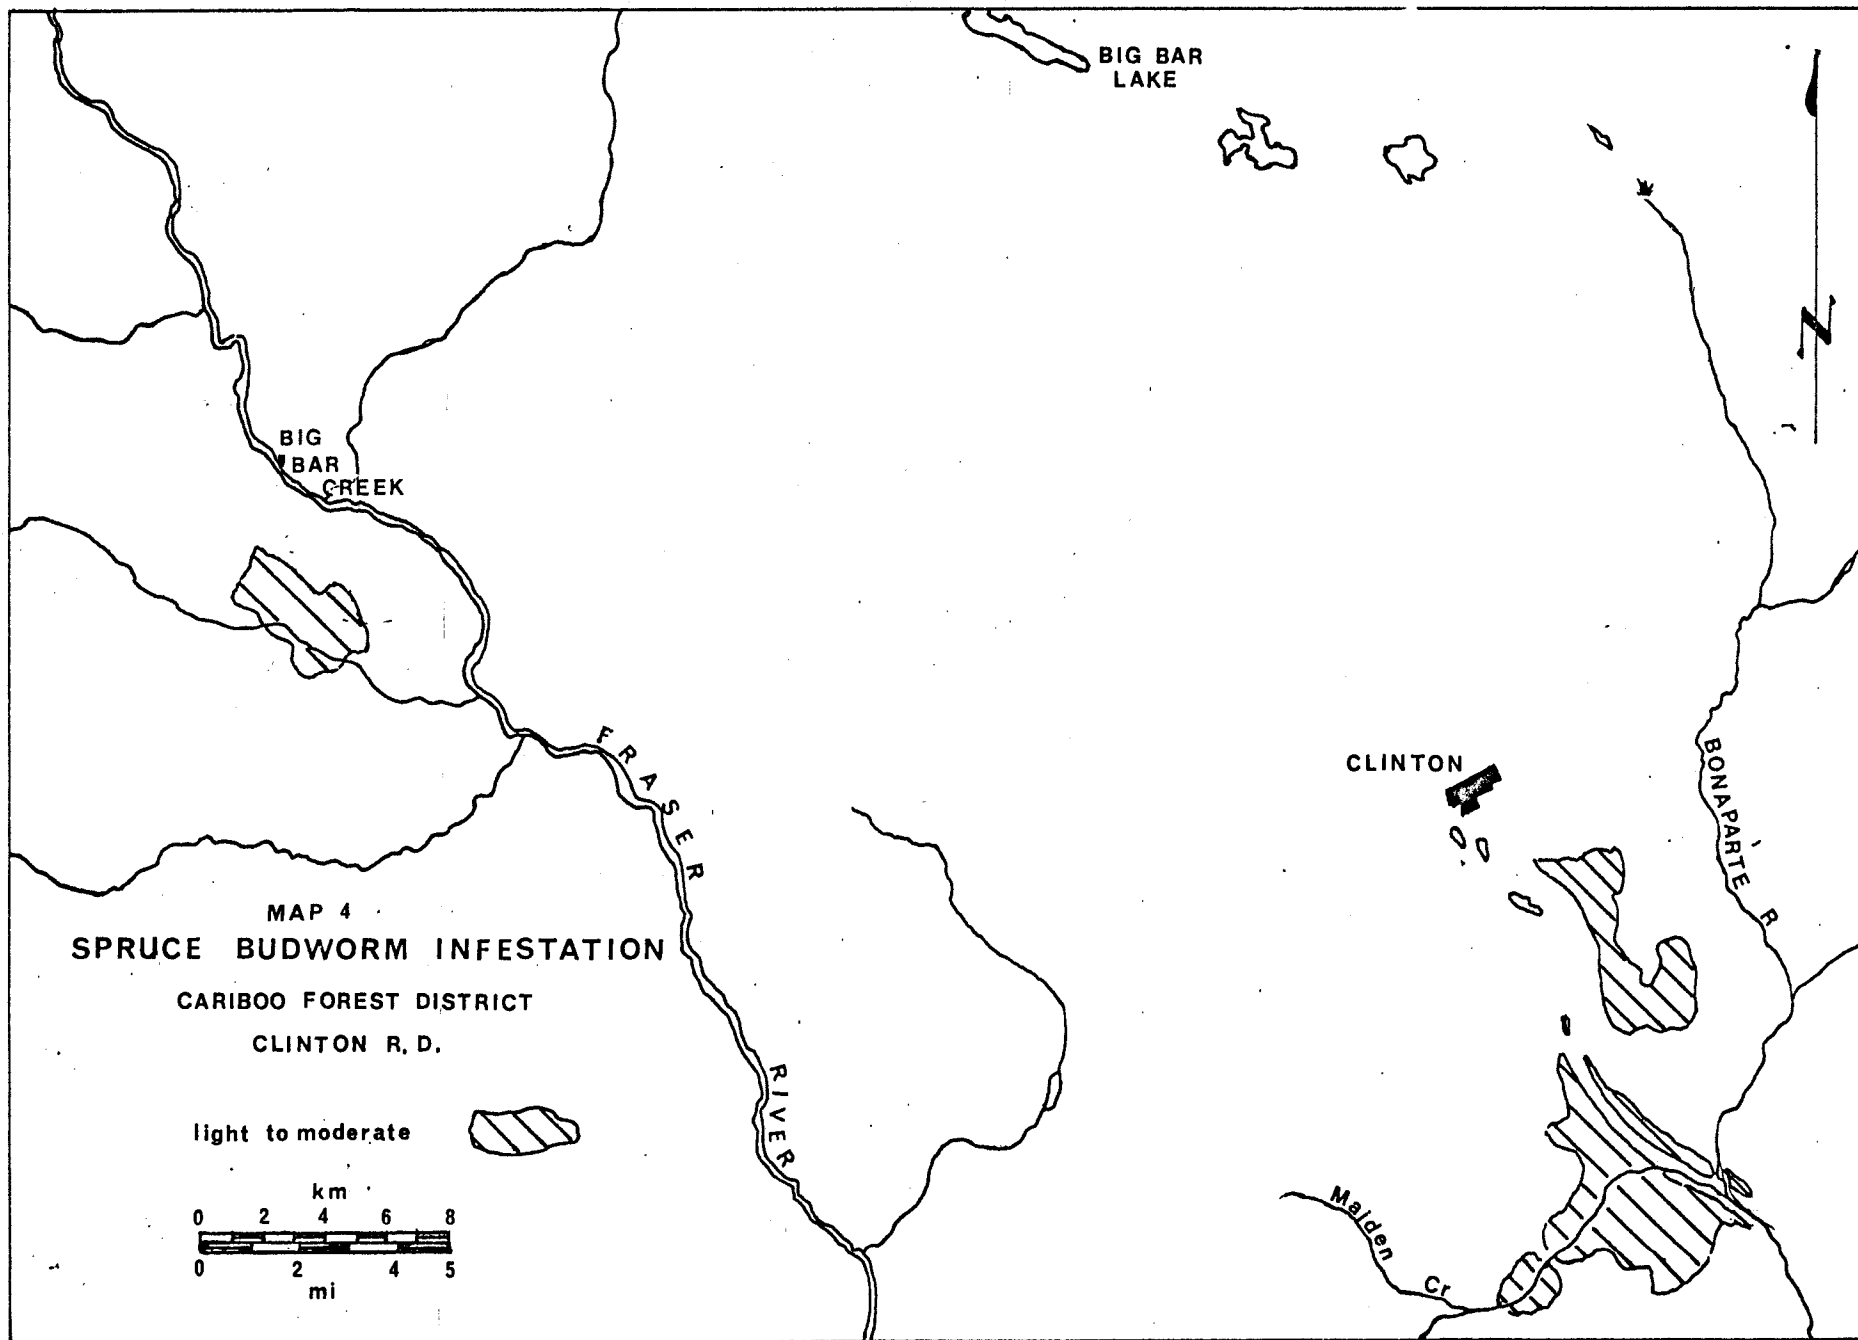 BIG BAR
LAKE
N
BIG
BAR
CREEK
FRASER
RIVER
CLINTON
BONAPARTE R
MAP 4
SPRUCE BUDWORM INFESTATION
CARIBOO FOREST DISTRICT
CLINTON R. D.
light to moderate
km
0 2 4 6 8
0 2 4 5
mi
Maiden Cr